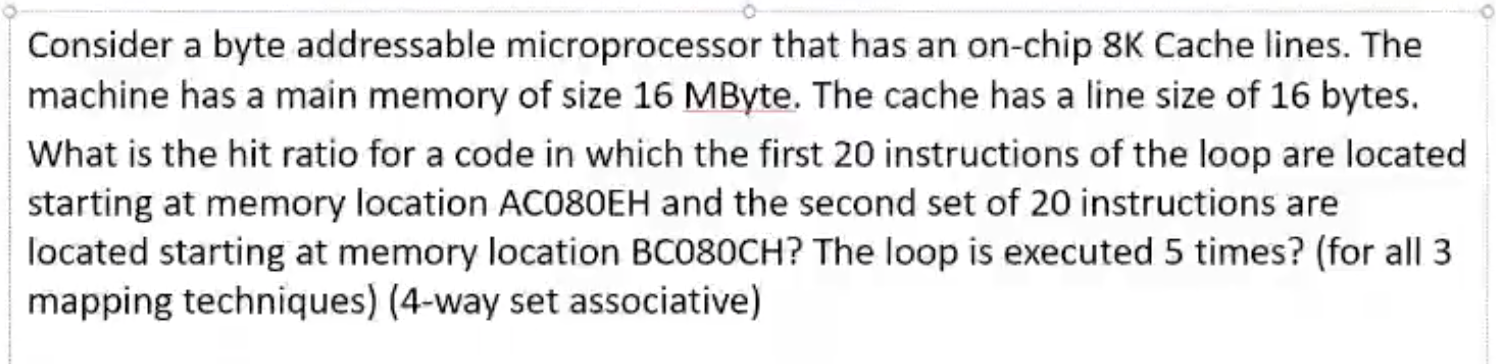 Consider a byte addressable microprocessor that has an on-chip 8K Cache lines. The
machine has a main memory of size 16 MByte. The cache has a line size of 16 bytes.
What is the hit ratio for a code in which the first 20 instructions of the loop are located
starting at memory location AC080EH and the second set of 20 instructions are
located starting at memory location BC080CH? The loop is executed 5 times? (for all 3
mapping techniques) (4-way set associative)